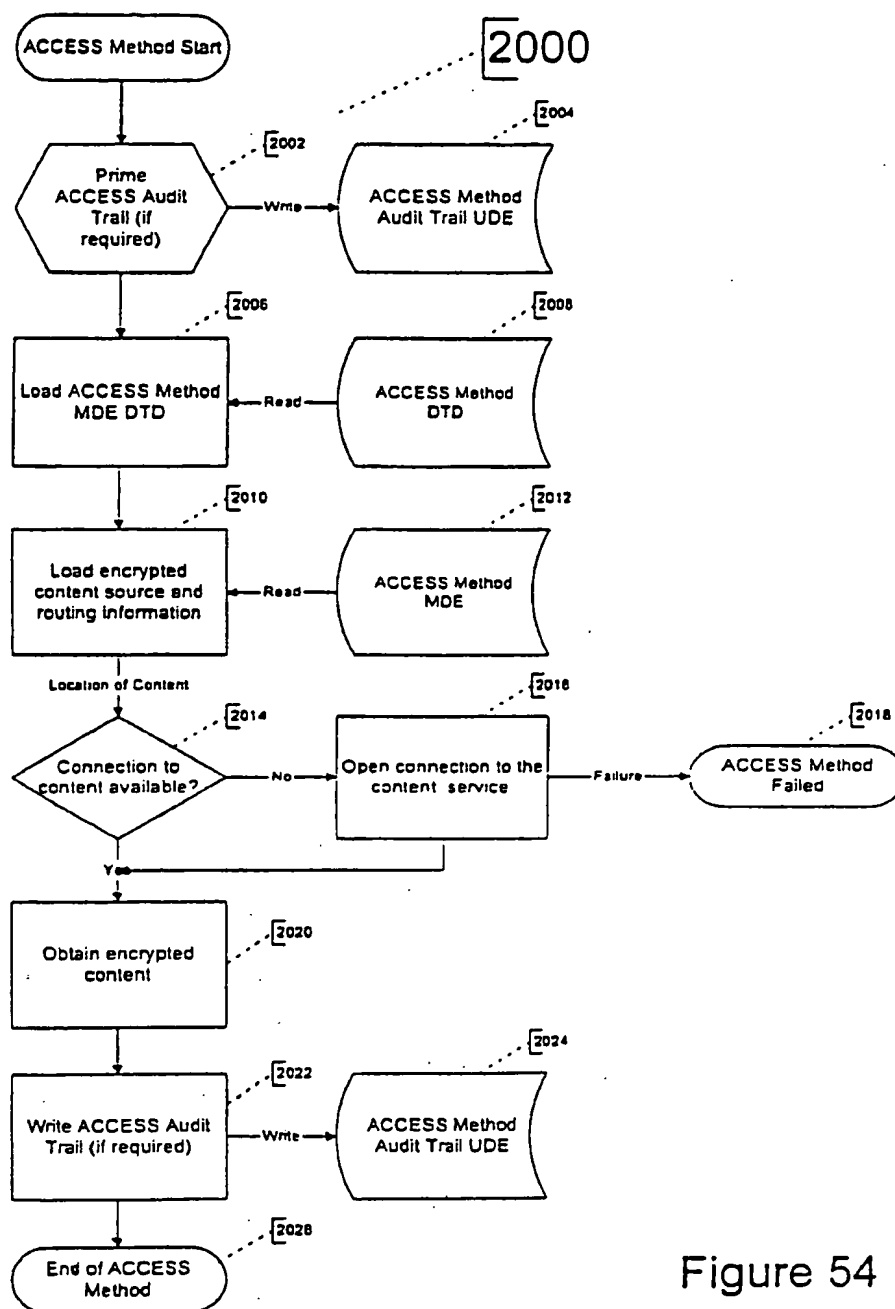 ACCESS Method Start
2000
2002
2004
Prime
ACCESS Audit
Trail (if
required)
Write
ACCESS Method
Audit Trail UDE
2006
2008
Load ACCESS Method
MDE DTD
Read
ACCESS Method
DTD
2010
2012
Load encrypted
content source and
routing information
Read
ACCESS Method
MDE
Location of Content
2014
2016
2018
Connection to
content available?
No
Open connection to the
content service
Failure
ACCESS Method
Failed
Y
2020
Obtain encrypted
content
2022
2024
Write ACCESS Audit
Trail (if required)
Write
ACCESS Method
Audit Trail UDE
2028
End of ACCESS
Method
Figure 54